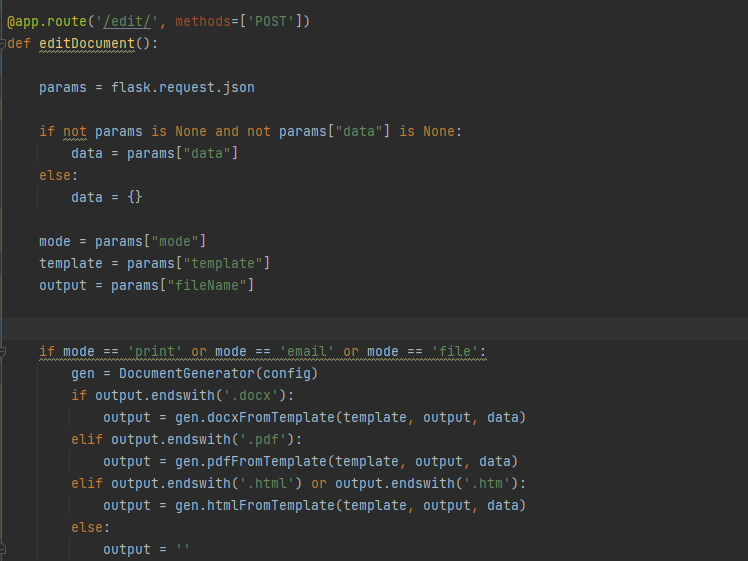 @app.route('/edit/', methods=['POST'])
def editDocument():
params = flask.request.json
if not params is None and not params["data"] is None:
data = params["data"]
else:
data = {}
mode = params["mode"]
template = params["template"]
output = params["fileName"]
if mode == 'print' or mode == 'email' or mode == 'file':
gen = DocumentGenerator(config)
if output.endswith('.docx'):
output = gen.docxFromTemplate(template, output, data)
elif output.endswith('.pdf'):
output = gen.pdfFromTemplate(template, output, data)
elif output.endswith('.html') or output.endswith('.htm'):
output = gen.htmlFromTemplate(template, output, data)
else:
output = ''